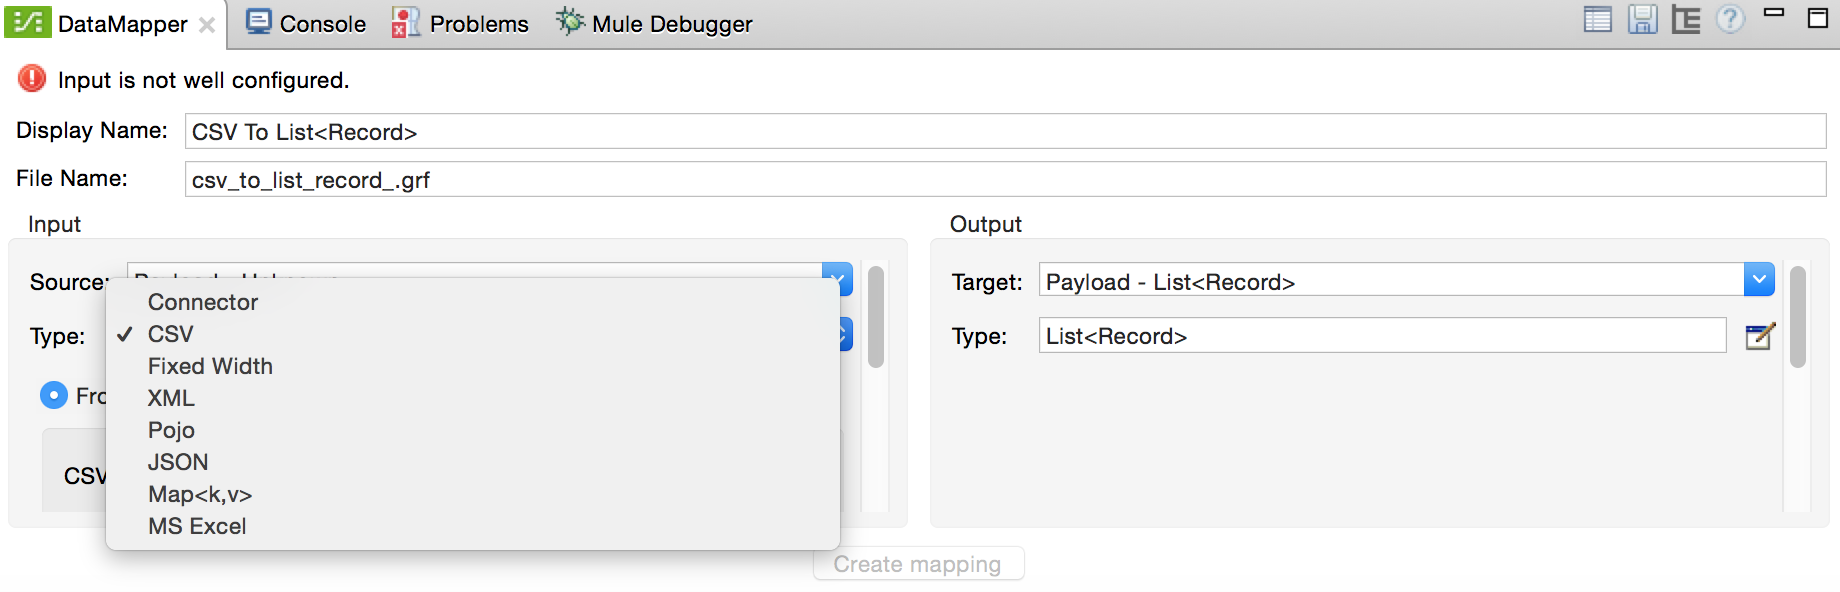 DataMapper Console Problems Mule Debugger
Input is not well configured.
Display Name: CSV To List<Record>
File Name: csv_to_list_record_.grf
Input Output
Source: Target: Payload - List<Record>
Connector
Type: ✓ CSV Type: List<Record>
Fixed Width
XML
Pojo
JSON
CSV
Map<k,v>
MS Excel
Create mapping